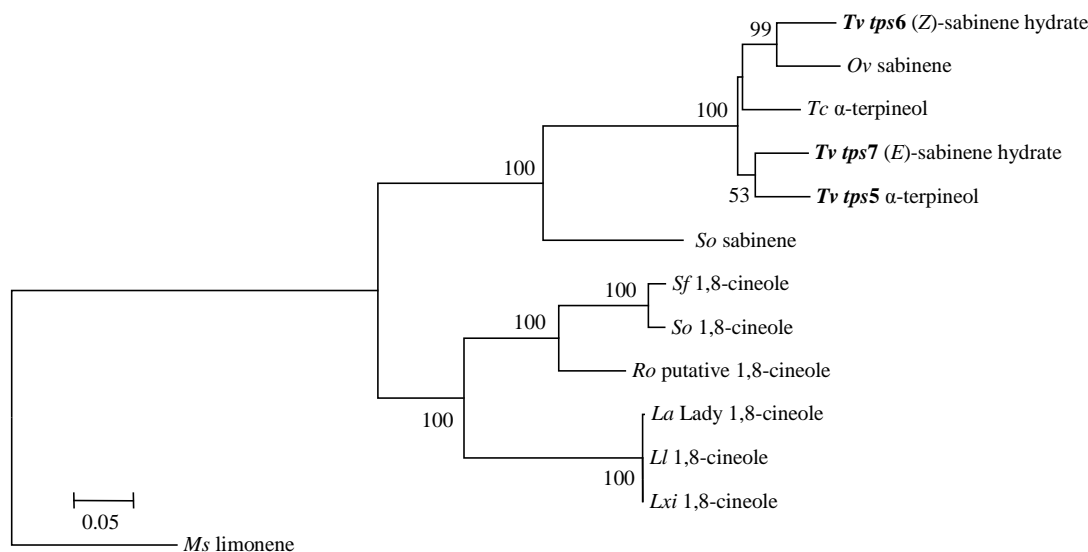 99
Tv tps6 (Z)-sabinene hydrate
Ov sabinene
100
Tc α-terpineol
Tv tps7 (E)-sabinene hydrate
100
53
Tv tps5 α-terpineol
So sabinene
100
Sf 1,8-cineole
100
So 1,8-cineole
Ro putative 1,8-cineole
100
La Lady 1,8-cineole
Ll 1,8-cineole
100
Lxi 1,8-cineole
0.05
Ms limonene